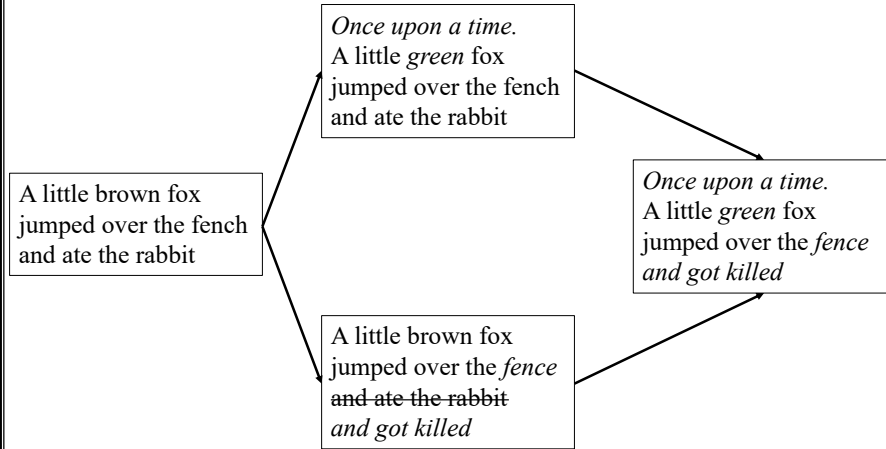 Once upon a time.
A little green fox
jumped over the fench
and ate the rabbit
A little brown fox
jumped over the fench
and ate the rabbit
Once upon a time.
A little green fox
jumped over the fence
and got killed
A little brown fox
jumped over the fence
and ate the rabbit
and got killed